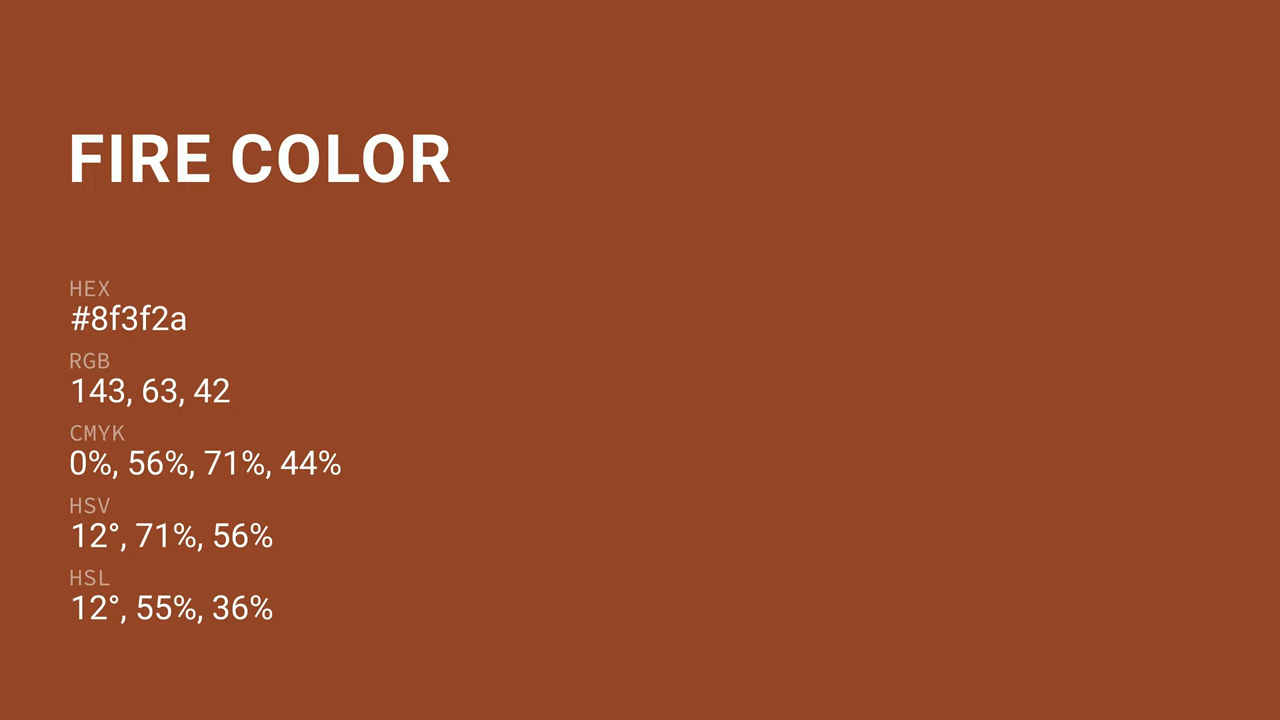 FIRE COLOR
HEX
#8f3f2a
RGB
143, 63, 42
CMYK
0%, 56%, 71%, 44%
HSV
12°, 71%, 56%
HSL
12°, 55%, 36%